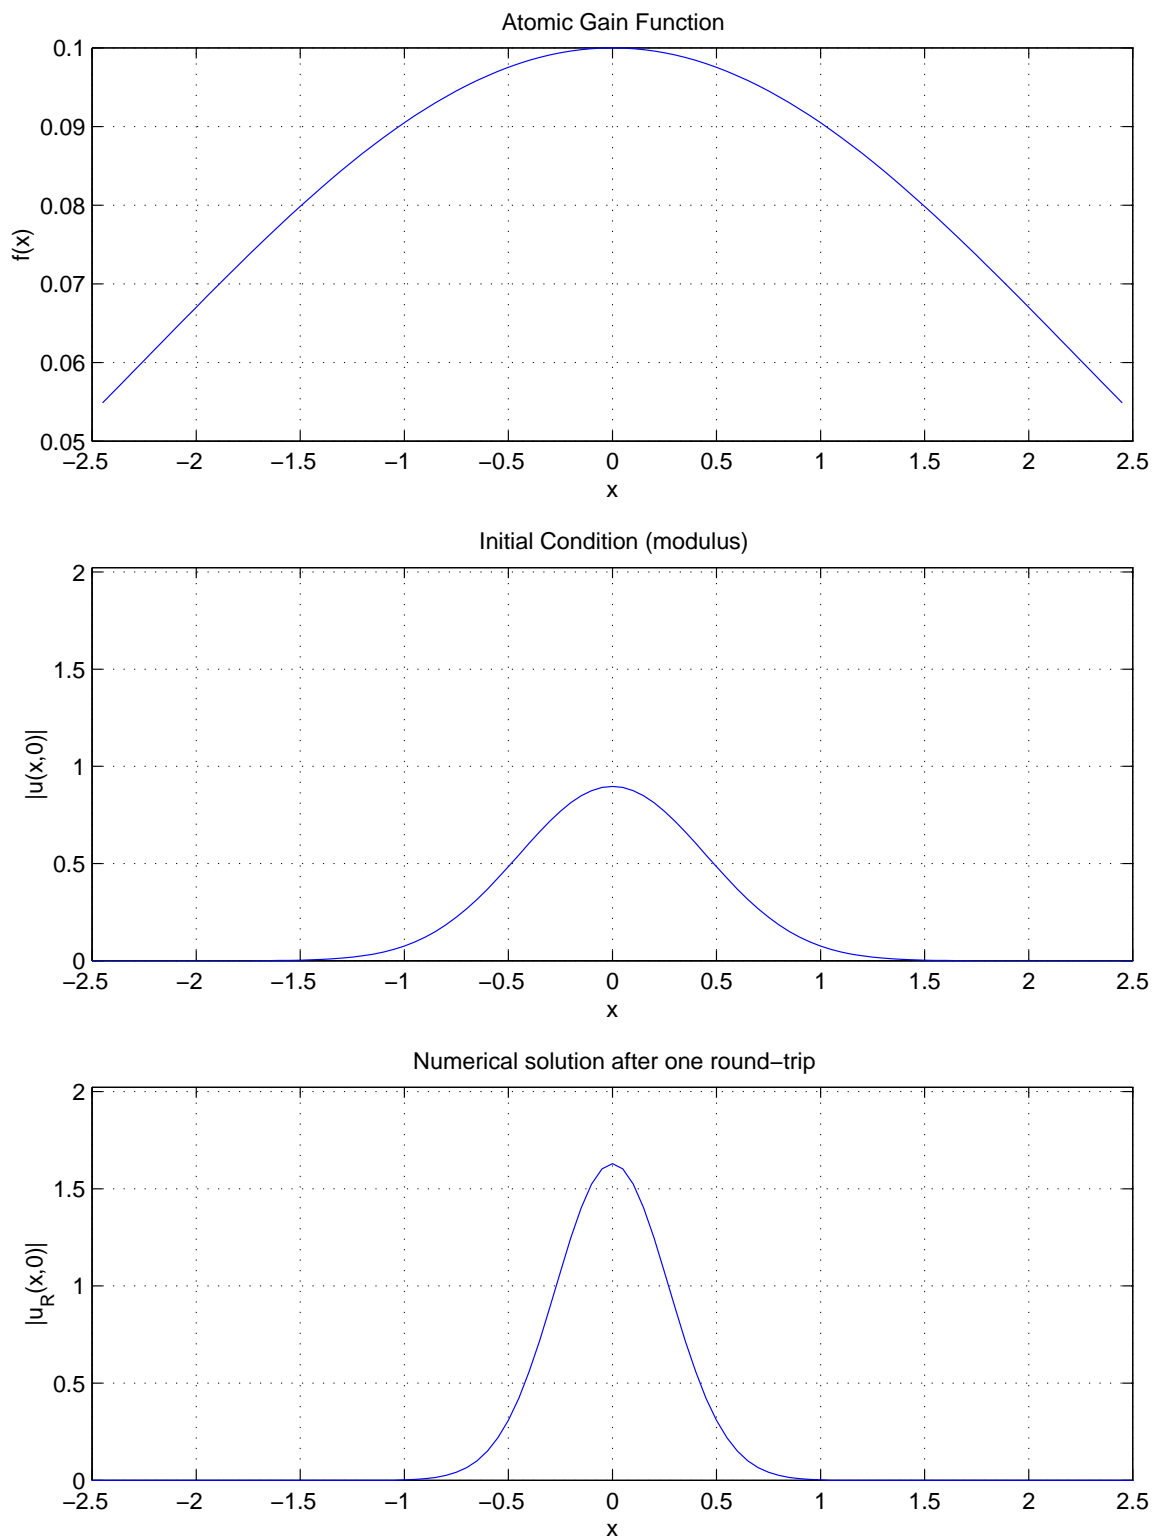 Atomic Gain Function
0.1
0.09
0.08
0.07
0.06
0.05
f(x)
−2.5 −2 −1.5 −1 −0.5 0 0.5 1 1.5 2 2.5
x
Initial Condition (modulus)
2
1.5
1
0.5
0
|u(x,0)|
−2.5 −2 −1.5 −1 −0.5 0 0.5 1 1.5 2 2.5
x
Numerical solution after one round−trip
2
1.5
1
0.5
0
|u_R(x,0)|
−2.5 −2 −1.5 −1 −0.5 0 0.5 1 1.5 2 2.5
x